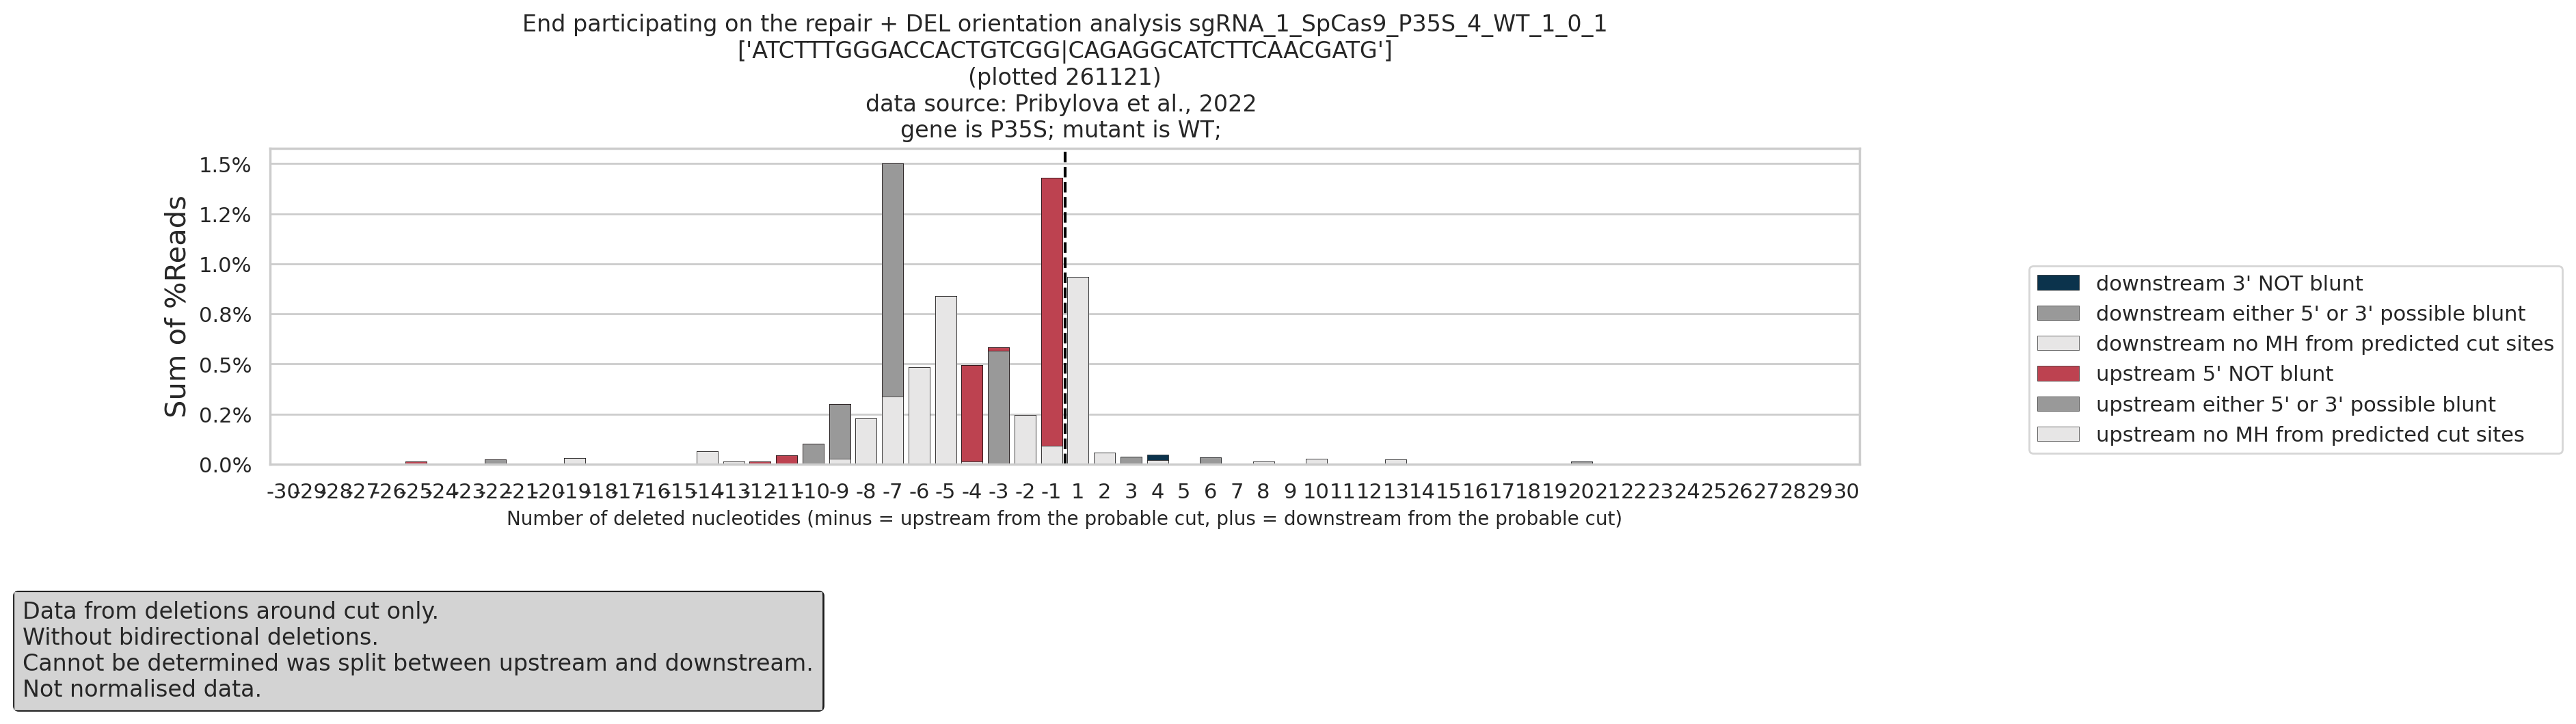 End participating on the repair + DEL orientation analysis sgRNA_1_SpCas9_P35S_4_WT_1_0_1
['ATCTTTGGGACCACTGTCGG|CAGAGGCATCTTCAACGATG']
(plotted 261121)
data source: Pribylova et al., 2022
gene is P35S; mutant is WT;
Sum of %Reads
1.5%
1.2%
1.0%
0.8%
0.5%
0.2%
0.0%
-30 -29 -28 -27 -26 -25 -24 -23 -22 -21 -20 -19 -18 -17 -16 -15 -14 -13 -12 -11 -10 -9 -8 -7 -6 -5 -4 -3 -2 -1 1 2 3 4 5 6 7 8 9 10 11 12 13 14 15 16 17 18 19 20 21 22 23 24 25 26 27 28 29 30
Number of deleted nucleotides (minus = upstream from the probable cut, plus = downstream from the probable cut)
downstream 3' NOT blunt
downstream either 5' or 3' possible blunt
downstream no MH from predicted cut sites
upstream 5' NOT blunt
upstream either 5' or 3' possible blunt
upstream no MH from predicted cut sites
Data from deletions around cut only.
Without bidirectional deletions.
Cannot be determined was split between upstream and downstream.
Not normalised data.